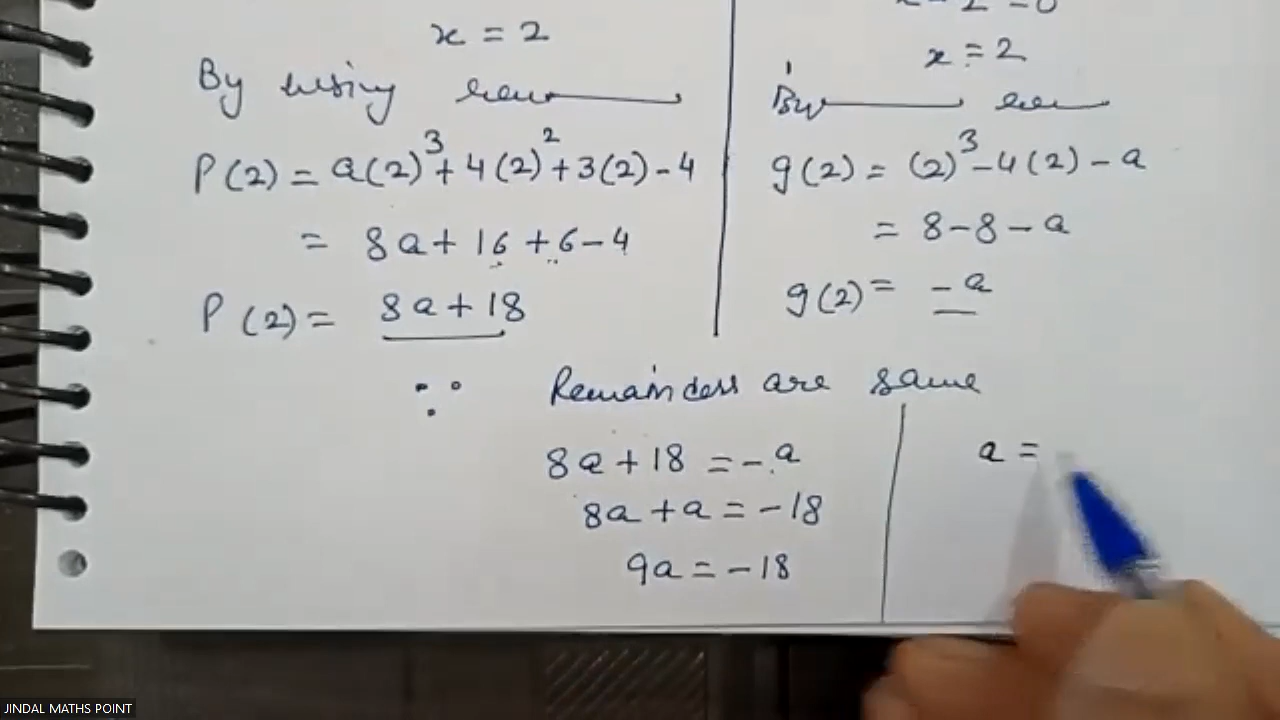 x = 2
By using
P(2) = a(2)³ + 4(2)² + 3(2) - 4
= 8a + 16 + 6 - 4
P(2) = 8a + 18
x = 2
g(2) = (2)³ - 4(2) - a
= 8 - 8 - a
g(2) = - a
∵ Remainders are same
8a + 18 = - a
8a + a = - 18
9a = - 18
a =
JINDAL MATHS POINT